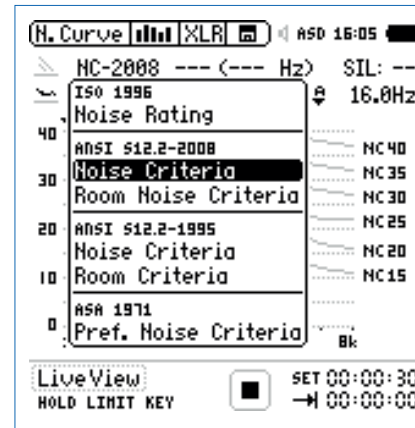 N. Curve XLR ASD 16:05
NC-2008 --- (--- Hz) SIL: --
ISO 1996
16.0Hz
Noise Rating
40
ANSI S12.2-2008
NC40
Noise Criteria
NC35
30
Room Noise Criteria
NC30
NC25
20
ANSI S12.2-1995
Noise Criteria
NC20
10
Room Criteria
NC15
ASA 1971
0
Pref. Noise Criteria
8k
Live View
SET 00:00:30
HOLD LIMIT KEY
00:00:00